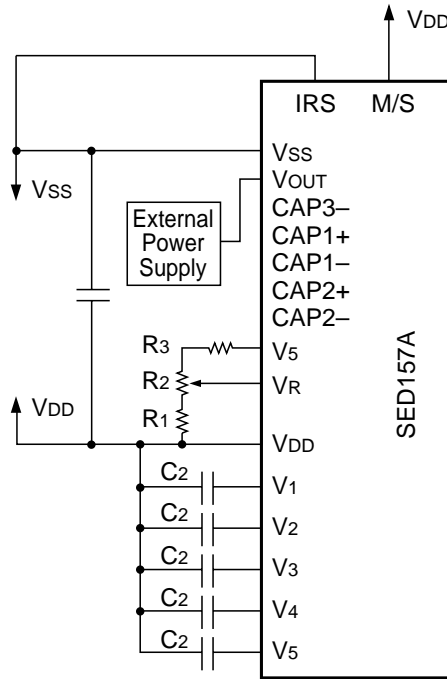 VDD
IRS M/S
VSS
VSS
VOUT
External
Power
Supply
CAP3–
CAP1+
CAP1–
CAP2+
CAP2–
R3
V5
R2
VR
R1
VDD
VDD
C2
V1
C2
V2
C2
V3
C2
V4
C2
V5
SED157A